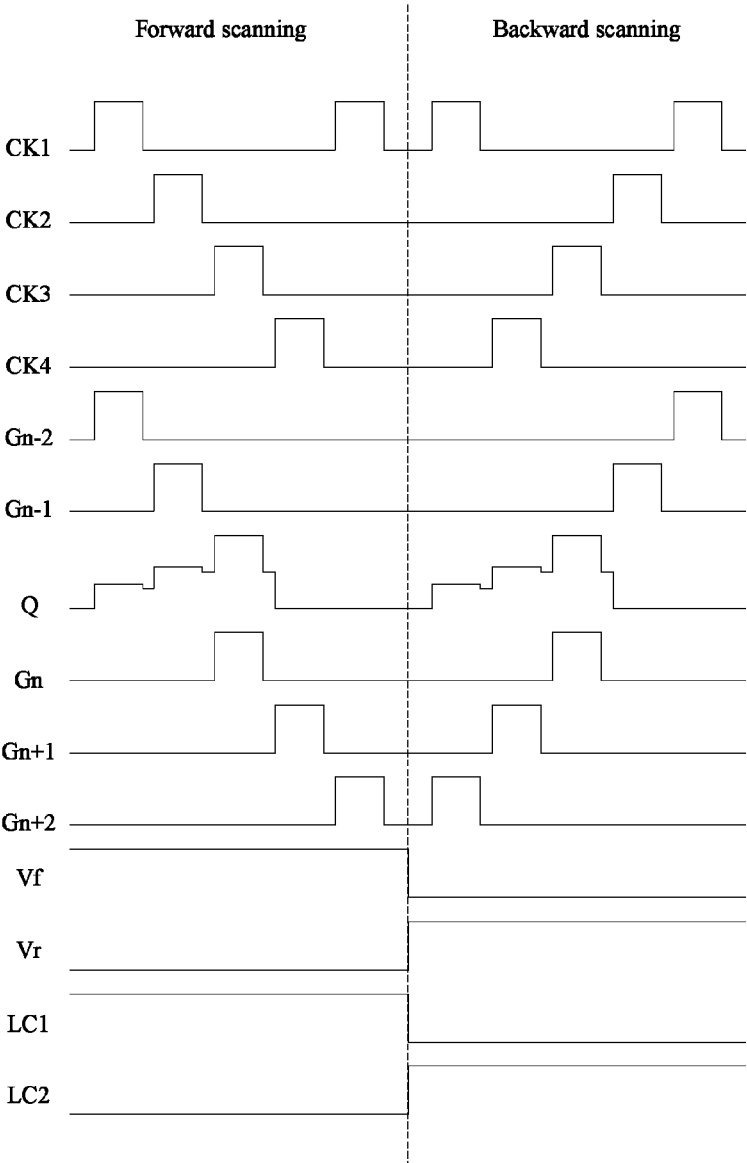 Forward scanning
Backward scanning
CK1
CK2
CK3
CK4
Gn-2
Gn-1
Q
Gn
Gn+1
Gn+2
Vf
Vr
LC1
LC2